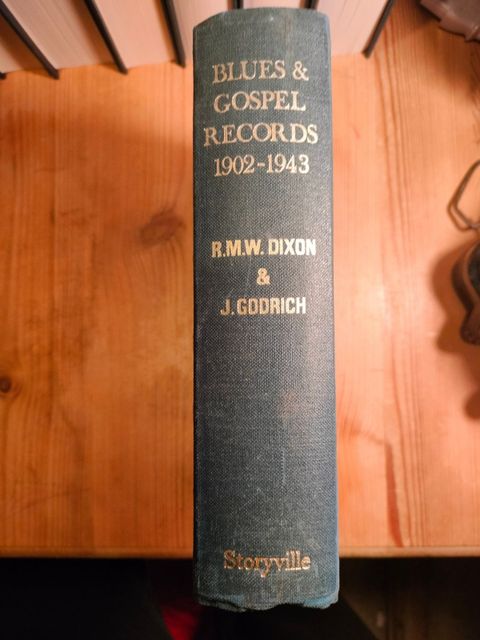 BLUES &
GOSPEL
RECORDS
1902-1943
R.M.W. DIXON
&
J. GODRICH
Storyville